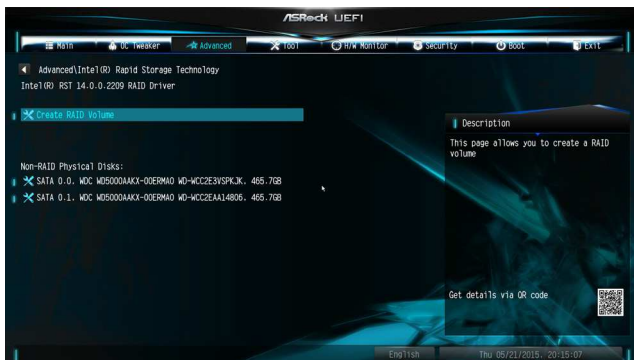 ASRock UEFI
Main OC Tweaker Advanced Tool H/W Monitor Security Boot Exit
Advanced\Intel(R) Rapid Storage Technology
Intel(R) RST 14.0.0.2209 RAID Driver
Create RAID Volume
Description
This page allows you to create a RAID
volume
Non-RAID Physical Disks:
SATA 0.0. WDC WD5000AAKX-00ERMA0 WD-WCC2E3VSPKJK. 465.7GB
SATA 0.1. WDC WD5000AAKX-00ERMA0 WD-WCC2EAA14806. 465.7GB
Get details via QR code
English Thu 05/21/2015. 20:15:07